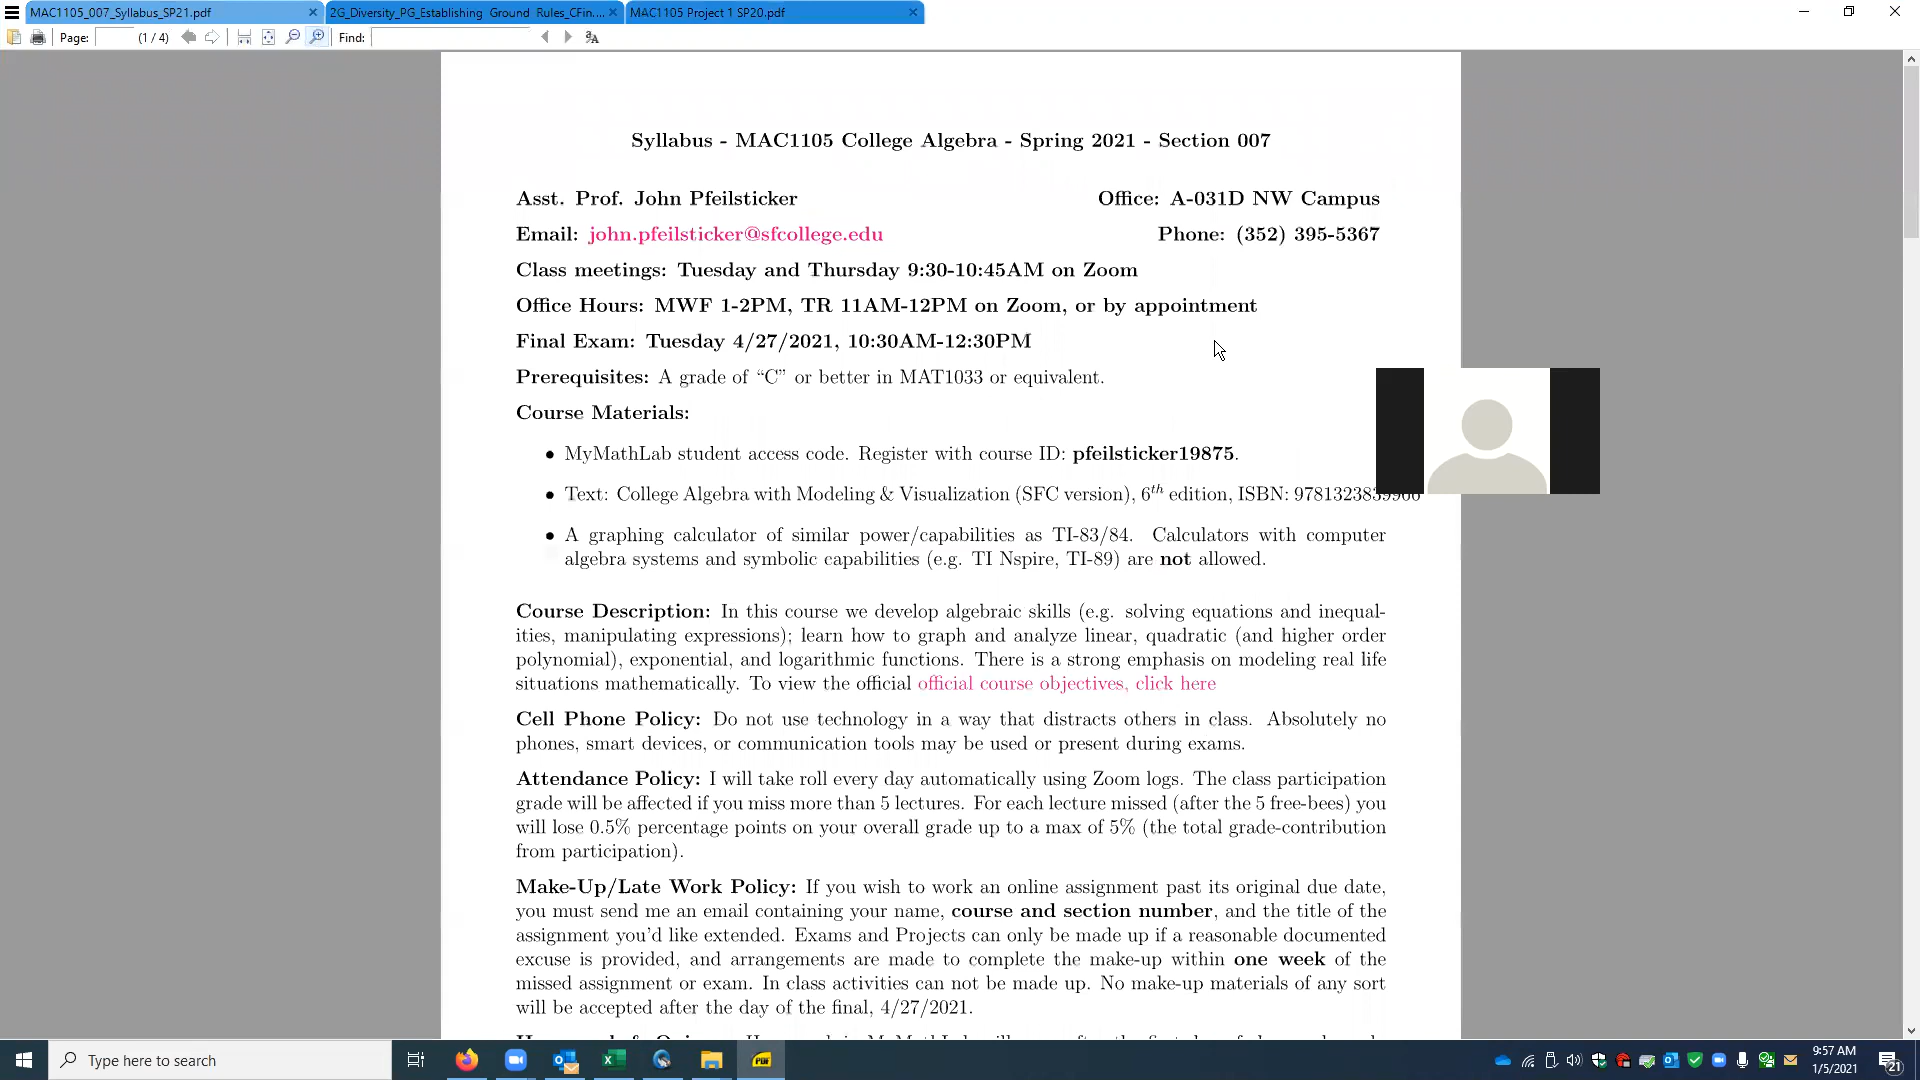 MAC1105_007_Syllabus_SP21.pdf
2G_Diversity_PG_Establishing Ground Rules_CFin....
MAC1105 Project 1 SP20.pdf
Page: (1 / 4) Find:
Syllabus - MAC1105 College Algebra - Spring 2021 - Section 007
Asst. Prof. John Pfeilsticker Office: A-031D NW Campus
Email: john.pfeilsticker@sfcollege.edu Phone: (352) 395-5367
Class meetings: Tuesday and Thursday 9:30-10:45AM on Zoom
Office Hours: MWF 1-2PM, TR 11AM-12PM on Zoom, or by appointment
Final Exam: Tuesday 4/27/2021, 10:30AM-12:30PM
Prerequisites: A grade of “C” or better in MAT1033 or equivalent.
Course Materials:
• MyMathLab student access code. Register with course ID: pfeilsticker19875.
• Text: College Algebra with Modeling & Visualization (SFC version), 6th edition, ISBN:
• A graphing calculator of similar power/capabilities as TI-83/84. Calculators with computer
algebra systems and symbolic capabilities (e.g. TI Nspire, TI-89) are not allowed.
Course Description: In this course we develop algebraic skills (e.g. solving equations and inequal-
ities, manipulating expressions); learn how to graph and analyze linear, quadratic (and higher order
polynomial), exponential, and logarithmic functions. There is a strong emphasis on modeling real life
situations mathematically. To view the official official course objectives, click here
Cell Phone Policy: Do not use technology in a way that distracts others in class. Absolutely no
phones, smart devices, or communication tools may be used or present during exams.
Attendance Policy: I will take roll every day automatically using Zoom logs. The class participation
grade will be affected if you miss more than 5 lectures. For each lecture missed (after the 5 free-bees) you
will lose 0.5% percentage points on your overall grade up to a max of 5% (the total grade-contribution
from participation).
Make-Up/Late Work Policy: If you wish to work an online assignment past its original due date,
you must send me an email containing your name, course and section number, and the title of the
assignment you'd like extended. Exams and Projects can only be made up if a reasonable documented
excuse is provided, and arrangements are made to complete the make-up within one week of the
missed assignment or exam. In class activities can not be made up. No make-up materials of any sort
will be accepted after the day of the final, 4/27/2021.
Type here to search
9:57 AM
1/5/2021
21